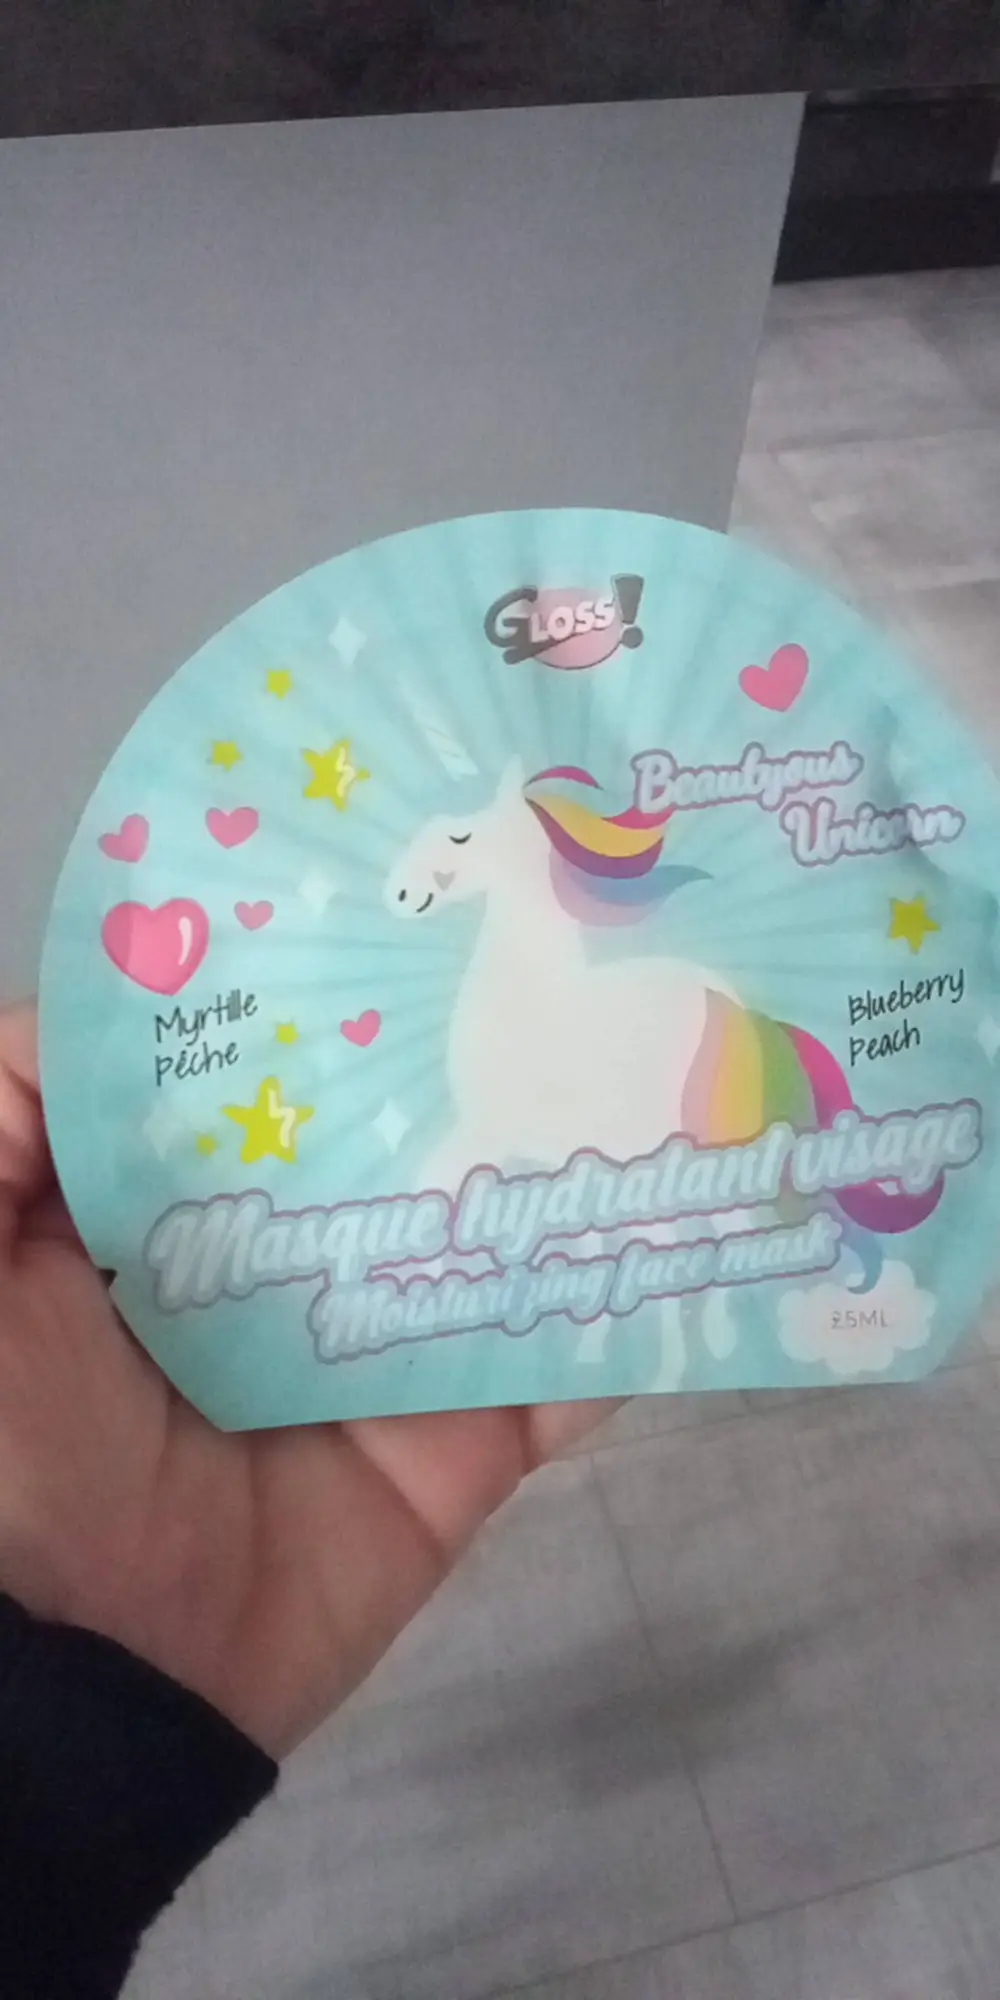 GLOSS!
Beautyous
Unicorn
Myrtille
Pêche
Blueberry
Peach
Masque hydratant visage
Moisturizing face mask
25ML